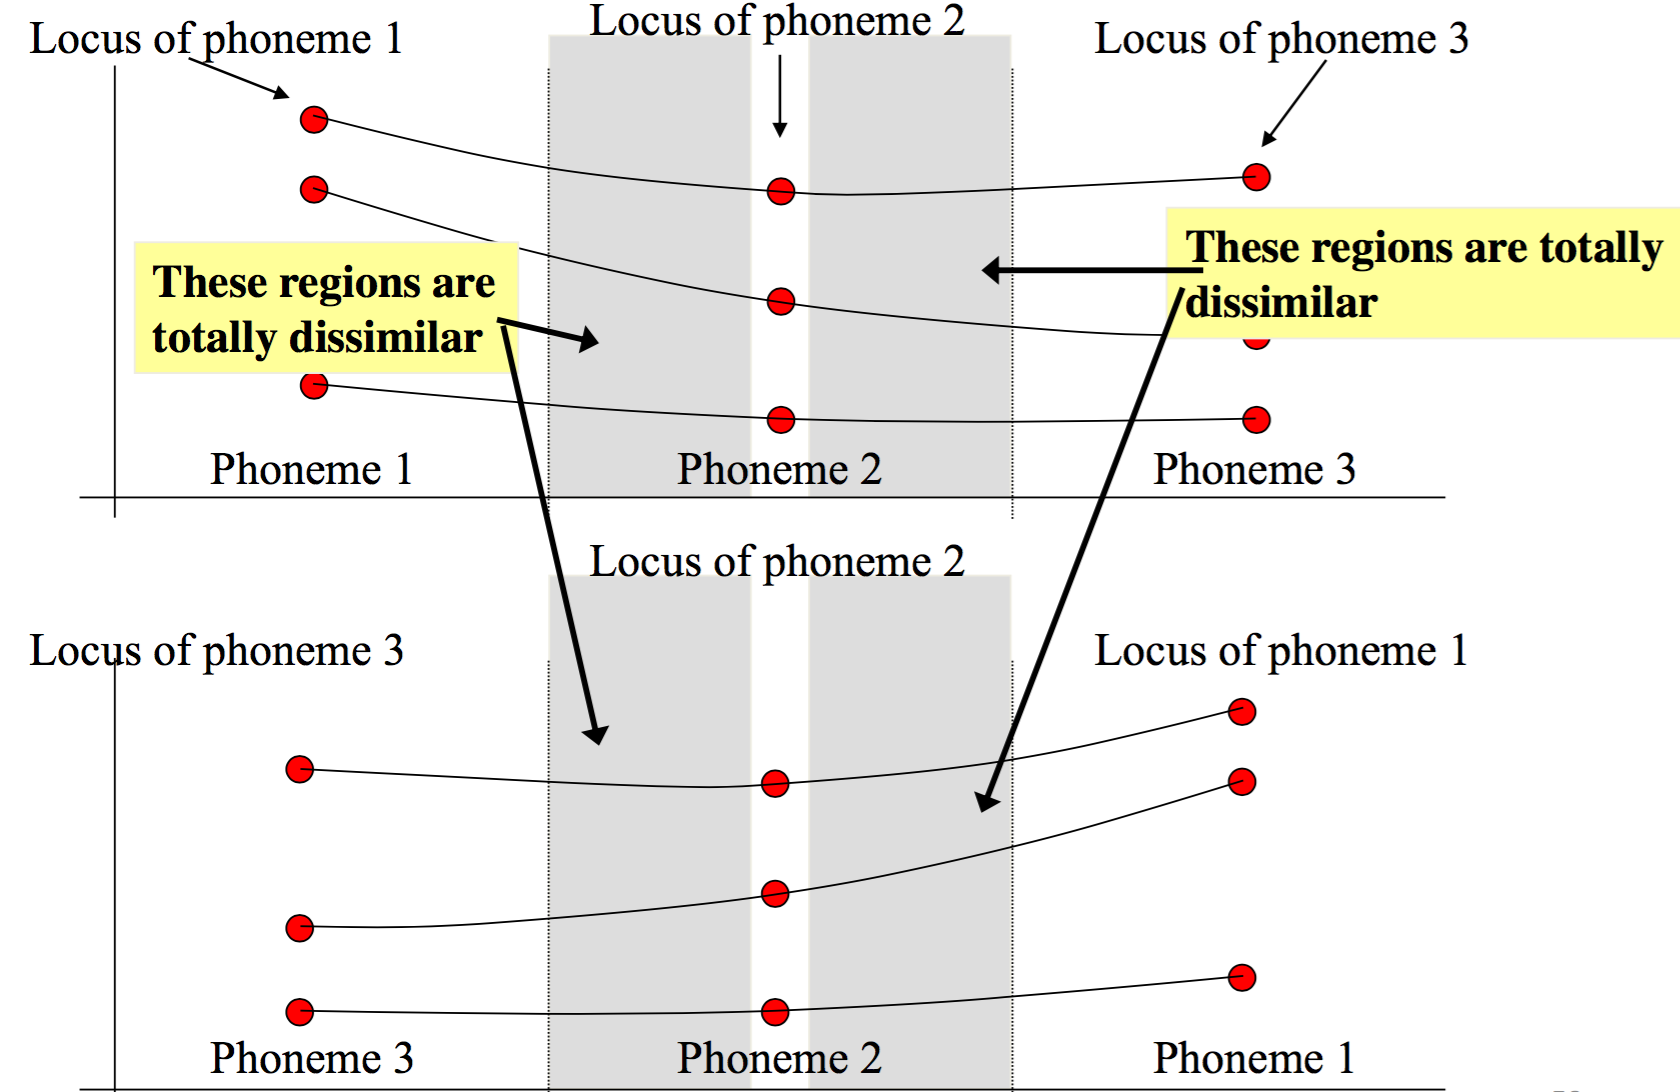 Locus of phoneme 1
Locus of phoneme 2
Locus of phoneme 3
These regions are
totally dissimilar
These regions are totally
dissimilar
Phoneme 1
Phoneme 2
Phoneme 3
Locus of phoneme 2
Locus of phoneme 3
Locus of phoneme 1
Phoneme 3
Phoneme 2
Phoneme 1